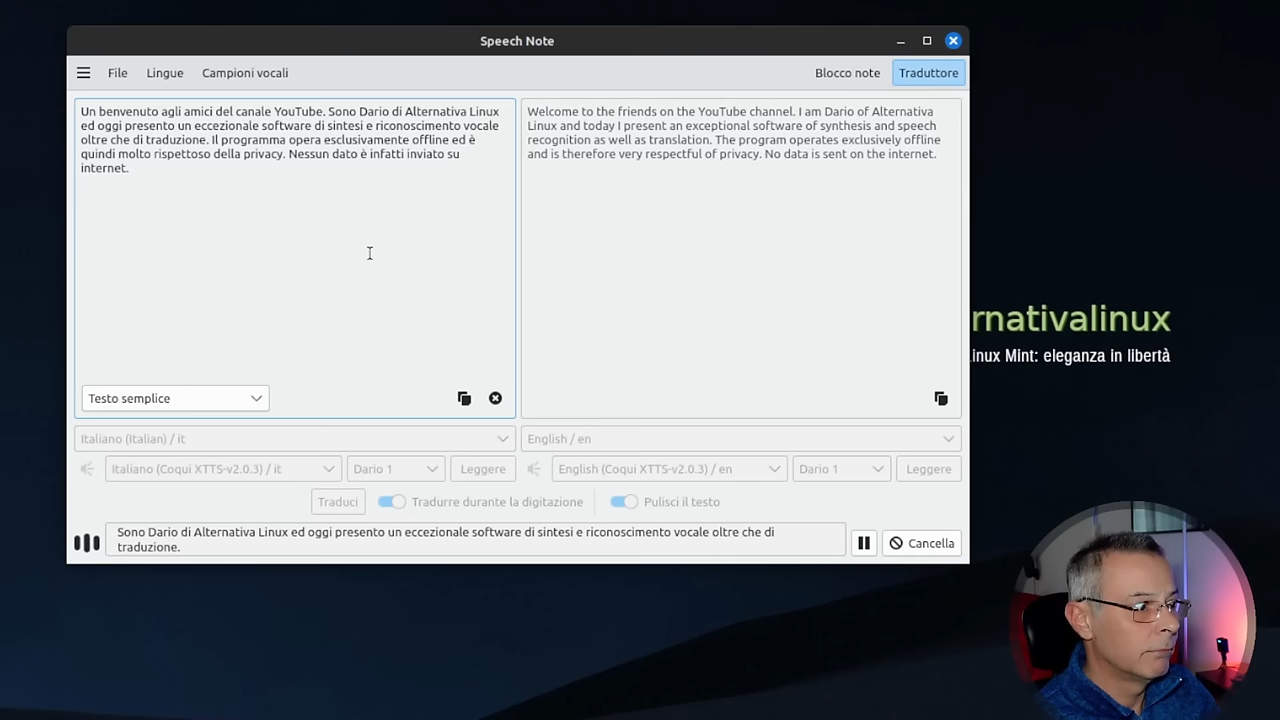 Speech Note
File Lingue Campioni vocali Blocco note Traduttore
Un benvenuto agli amici del canale YouTube. Sono Dario di Alternativa Linux
ed oggi presento un eccezionale software di sintesi e riconoscimento vocale
oltre che di traduzione. Il programma opera esclusivamente offline ed è
quindi molto rispettoso della privacy. Nessun dato è infatti inviato su
internet.
Welcome to the friends on the YouTube channel. I am Dario of Alternativa
Linux and today I present an exceptional software of synthesis and speech
recognition as well as translation. The program operates exclusively offline
and is therefore very respectful of privacy. No data is sent on the internet.
rnativalinux
inux Mint: eleganza in libertà
Testo semplice
Italiano (Italian) / it English / en
Italiano (Coqui XTTS-v2.0.3) / it Dario 1 Leggere English (Coqui XTTS-v2.0.3) / en Dario 1 Leggere
Traduci Tradurre durante la digitazione Pulisci il testo
Sono Dario di Alternativa Linux ed oggi presento un eccezionale software di sintesi e riconoscimento vocale oltre che di
traduzione.
Cancella